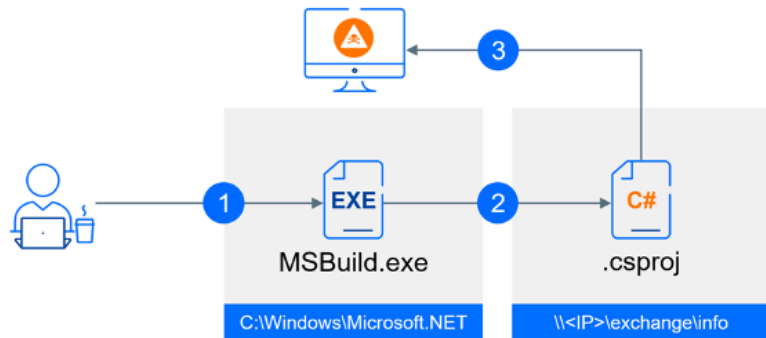 3
1
EXE
2
C#
MSBuild.exe
.csproj
C:\Windows\Microsoft.NET
\\<IP>\exchange\info